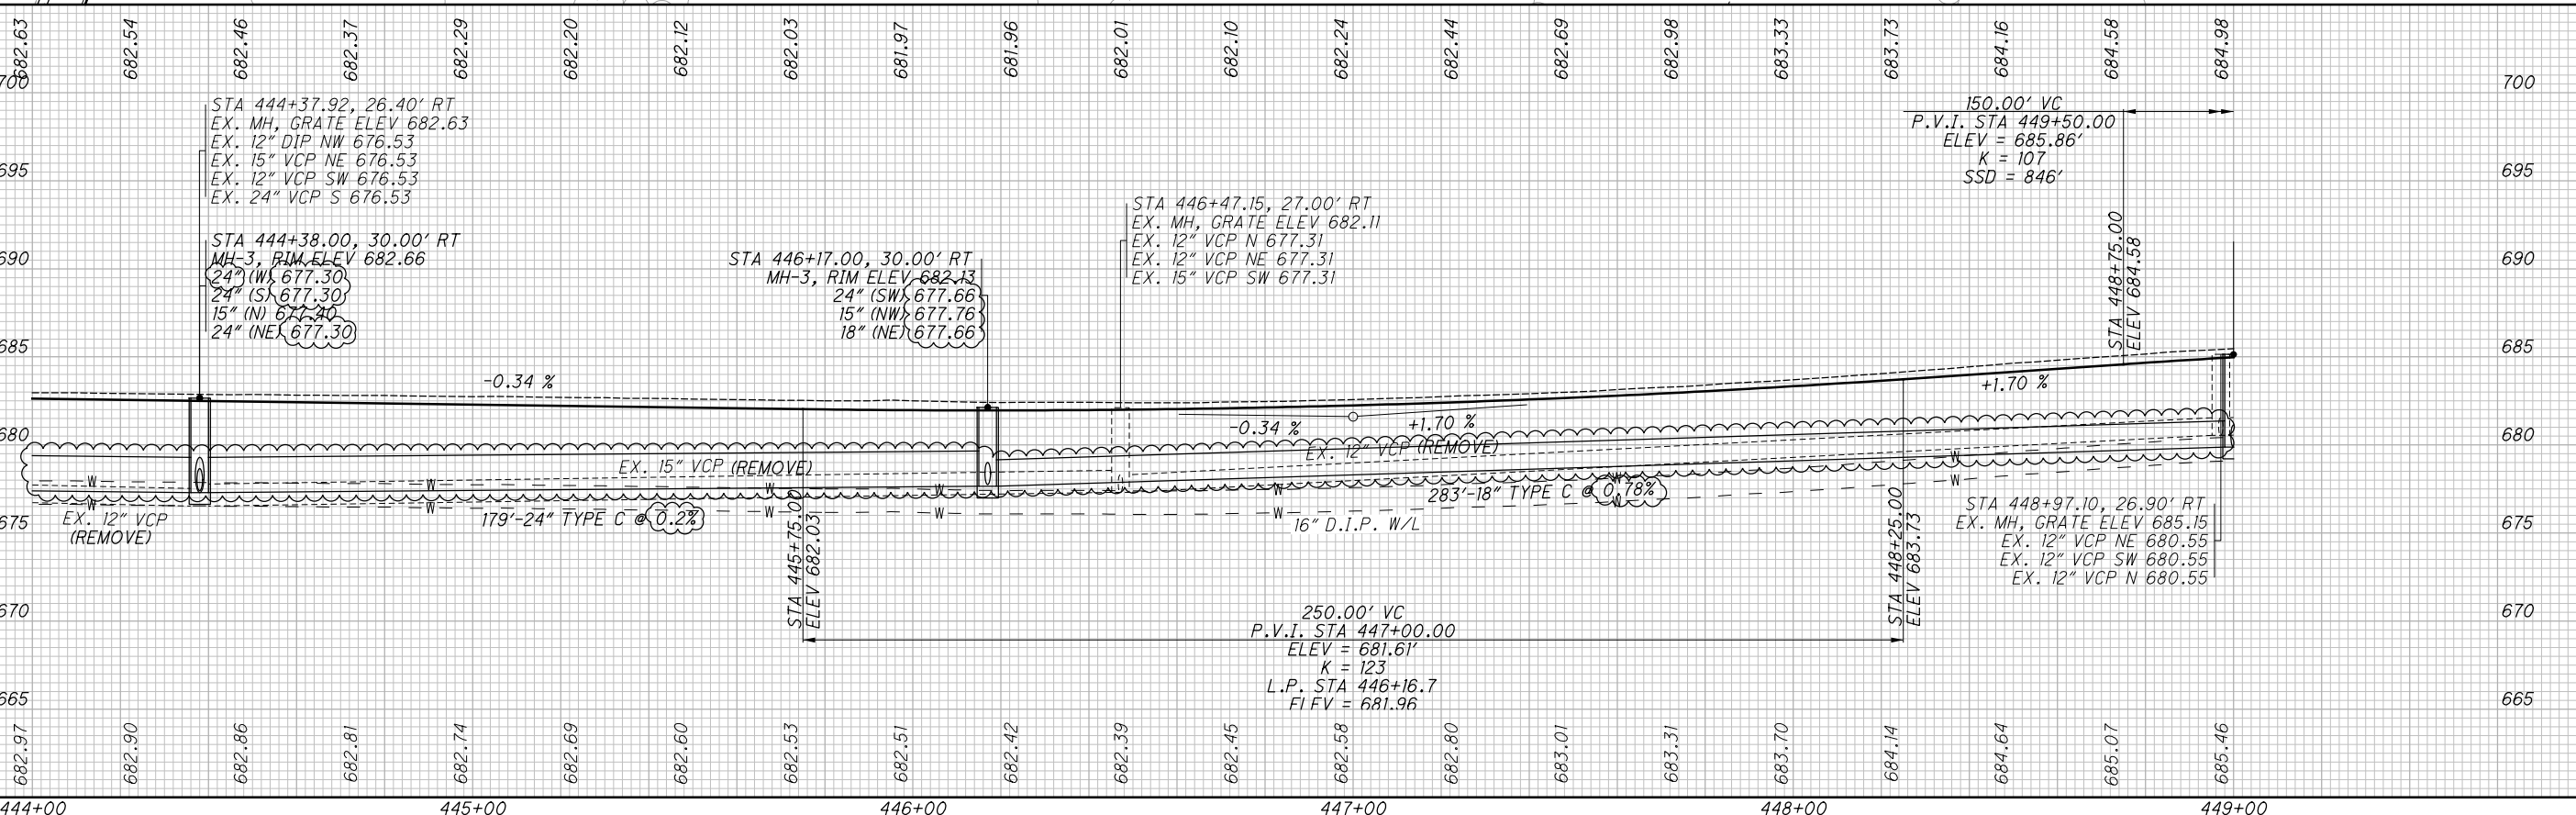 682.63 682.54 682.46 682.37 682.29 682.20 682.12 682.03 681.97 681.96 682.01 682.10 682.24 682.44 682.69 682.98 683.33 683.73 684.16 684.58 684.98
700 700
695
690 690
685 685
680 680
675 675
670 670
665 665
695
STA 444+37.92, 26.40' RT
EX. MH, GRATE ELEV 682.63
EX. 12" DIP NW 676.53
EX. 15" VCP NE 676.53
EX. 12" VCP SW 676.53
EX. 24" VCP S 676.53
STA 444+38.00, 30.00' RT
MH-3, RIM ELEV 682.66
24" (W) 677.30
24" (S) 677.30
15" (N) 677.40
24" (NE) 677.30
STA 446+17.00, 30.00' RT
MH-3, RIM ELEV 682.13
24" (SW) 677.66
15" (NW) 677.76
18" (NE) 677.66
STA 446+47.15, 27.00' RT
EX. MH, GRATE ELEV 682.11
EX. 12" VCP N 677.31
EX. 12" VCP NE 677.31
EX. 15" VCP SW 677.31
150.00' VC
P.V.I. STA 449+50.00
ELEV = 685.86'
K = 107
SSD = 846'
STA 448+75.00
ELEV 684.58
-0.34 %
-0.34 %
+1.70 %
+1.70 %
EX. 15" VCP (REMOVE)
EX. 12" VCP (REMOVE)
W W W W W W W
W W W W W W W
EX. 12" VCP
(REMOVE)
179'-24" TYPE C @ 0.2%
283'-18" TYPE C @ 0.78%
16" D.I.P. W/L
STA 445+75.00
ELEV 682.03
STA 448+25.00
ELEV 683.73
STA 448+97.10, 26.90' RT
EX. MH, GRATE ELEV 685.15
EX. 12" VCP NE 680.55
EX. 12" VCP SW 680.55
EX. 12" VCP N 680.55
250.00' VC
P.V.I. STA 447+00.00
ELEV = 681.61'
K = 123
L.P. STA 446+16.7
ELEV = 681.96
682.97 682.90 682.86 682.81 682.74 682.69 682.60 682.53 682.51 682.42 682.39 682.45 682.58 682.80 683.01 683.31 683.70 684.14 684.64 685.07 685.46
444+00 445+00 446+00 447+00 448+00 449+00